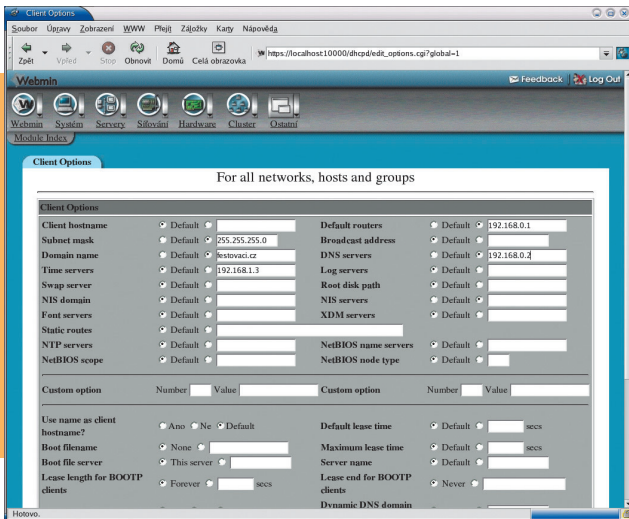 Client Options
Soubor Úpravy Zobrazení WWW Přejít Záložky Karty Nápověda
Zpět Vpřed Stop Obnovit Domů Celá obrazovka https://localhost:10000/dhcpd/edit_options.cgi?global=1
Webmin Feedback Log Out
Webmin Systém Servery Síťování Hardware Cluster Ostatní
Module Index
Client Options
For all networks, hosts and groups
Client Options
Client hostname Default Default routers Default 192.168.0.1
Subnet mask Default 255.255.255.0 Broadcast address Default
Domain name Default festovaci.cz DNS servers Default 192.168.0.2
Time servers Default 192.168.1.3 Log servers Default
Swap server Default Root disk path Default
NIS domain Default NIS servers Default
Font servers Default XDM servers Default
Static routes Default
NTP servers Default NetBIOS name servers Default
NetBIOS scope Default NetBIOS node type Default
Custom option Number Value Custom option Number Value
Use name as client hostname? Ano Ne Default Default lease time Default secs
Boot filename None Maximum lease time Default secs
Boot file server This server Server name Default
Lease length for BOOTP clients Forever secs Lease end for BOOTP clients Never
Dynamic DNS domain
Hotovo.